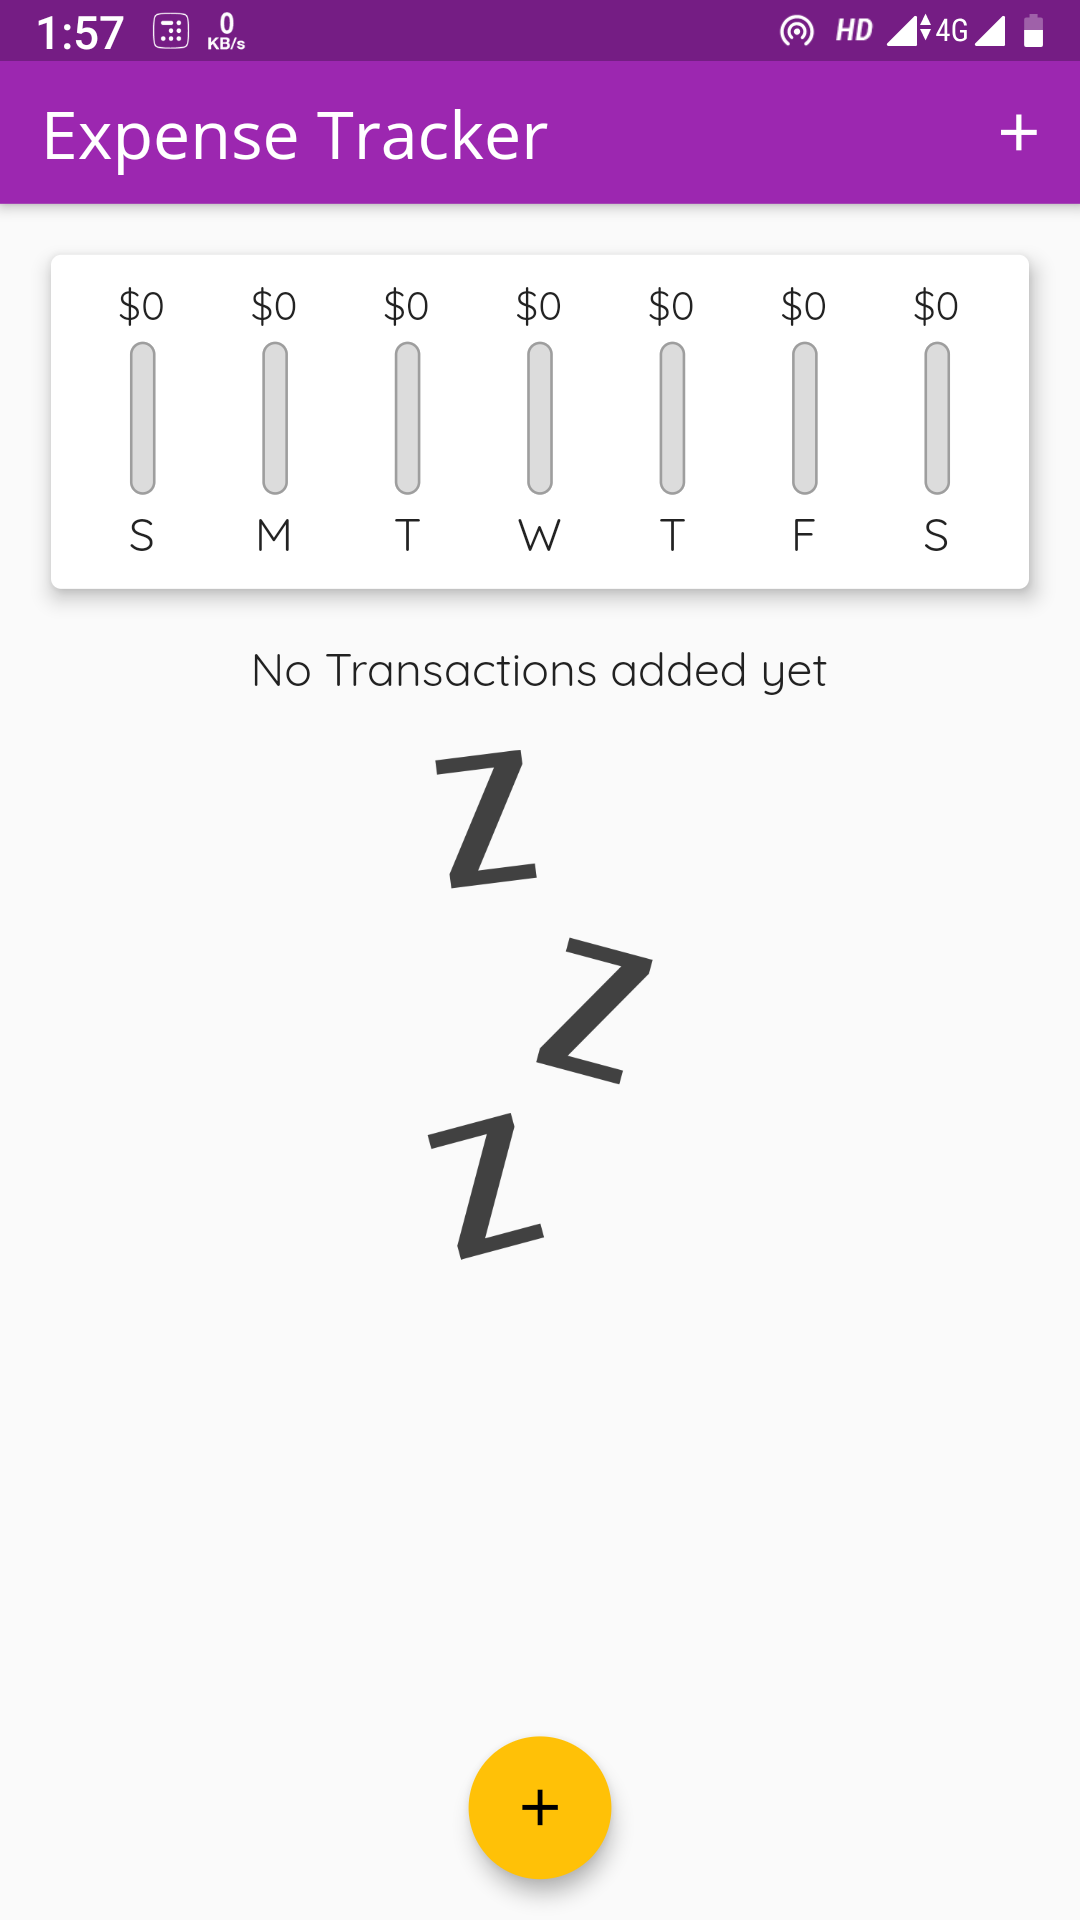 1:57 0 KB/s HD 4G
Expense Tracker +
$0 $0 $0 $0 $0 $0 $0
S M T W T F S
No Transactions added yet
Z
Z
Z
+